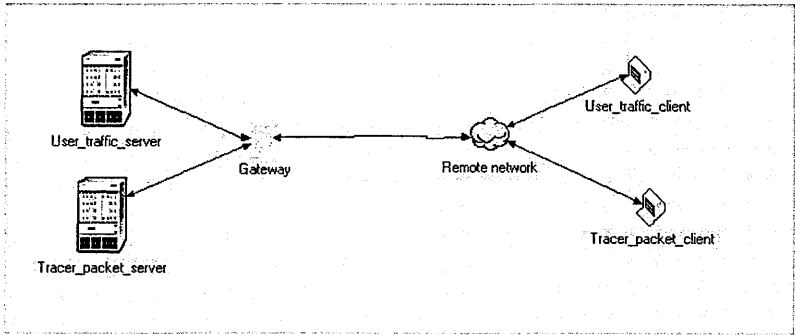 User_traffic_server
User_traffic_client
Gateway
Remote network
Tracer_packet_server
Tracer_packet_client